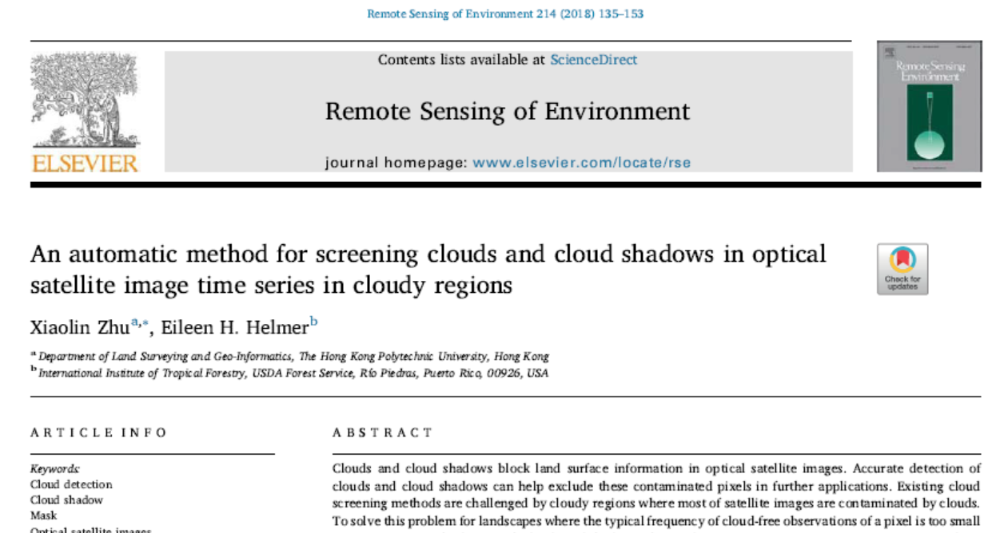 Remote Sensing of Environment 214 (2018) 135–153
Contents lists available at ScienceDirect
Remote Sensing of Environment
journal homepage: www.elsevier.com/locate/rse
ELSEVIER
Remote Sensing
Environment
An automatic method for screening clouds and cloud shadows in optical
satellite image time series in cloudy regions
Check for
updates
Xiaolin Zhu a,*, Eileen H. Helmer b
a Department of Land Surveying and Geo-Informatics, The Hong Kong Polytechnic University, Hong Kong
b International Institute of Tropical Forestry, USDA Forest Service, Río Piedras, Puerto Rico, 00926, USA
ARTICLE INFO
Keywords:
Cloud detection
Cloud shadow
Mask
Optical satellite images
ABSTRACT
Clouds and cloud shadows block land surface information in optical satellite images. Accurate detection of
clouds and cloud shadows can help exclude these contaminated pixels in further applications. Existing cloud
screening methods are challenged by cloudy regions where most of satellite images are contaminated by clouds.
To solve this problem for landscapes where the typical frequency of cloud-free observations of a pixel is too small